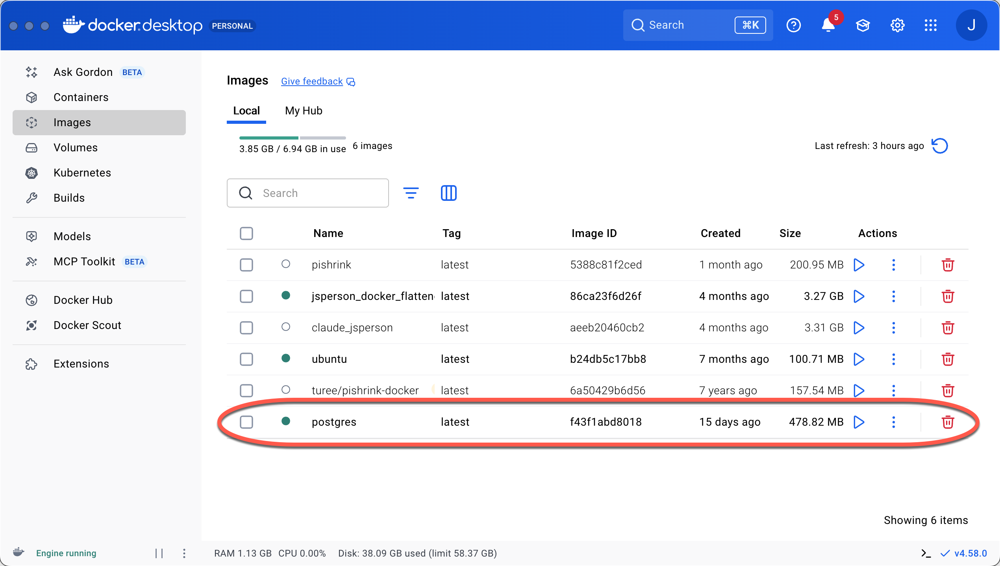 docker desktop PERSONAL
Search ⌘K
5
J
Ask Gordon BETA
Containers
Images
Volumes
Kubernetes
Builds
Models
MCP Toolkit BETA
Docker Hub
Docker Scout
Extensions
Images Give feedback
Local My Hub
3.85 GB / 6.94 GB in use 6 images
Last refresh: 3 hours ago
Search
Name Tag Image ID Created Size Actions
pishrink latest 5388c81f2ced 1 month ago 200.95 MB
jsperson_docker_flatten latest 86ca23f6d26f 4 months ago 3.27 GB
claude_jsperson latest aeeb20460cb2 4 months ago 3.31 GB
ubuntu latest b24db5c17bb8 7 months ago 100.71 MB
turee/pishrink-docker latest 6a50429b6d56 7 years ago 157.54 MB
postgres latest f43f1abd8018 15 days ago 478.82 MB
Showing 6 items
Engine running
RAM 1.13 GB CPU 0.00% Disk: 38.09 GB used (limit 58.37 GB)
v4.58.0